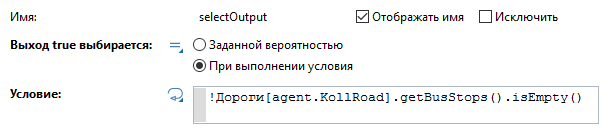 Имя: selectOutput Отображать имя Исключить
Выход true выбирается: Заданной вероятностью
При выполнении условия
Условие: !Дороги[agent.KollRoad].getBusStops().isEmpty()